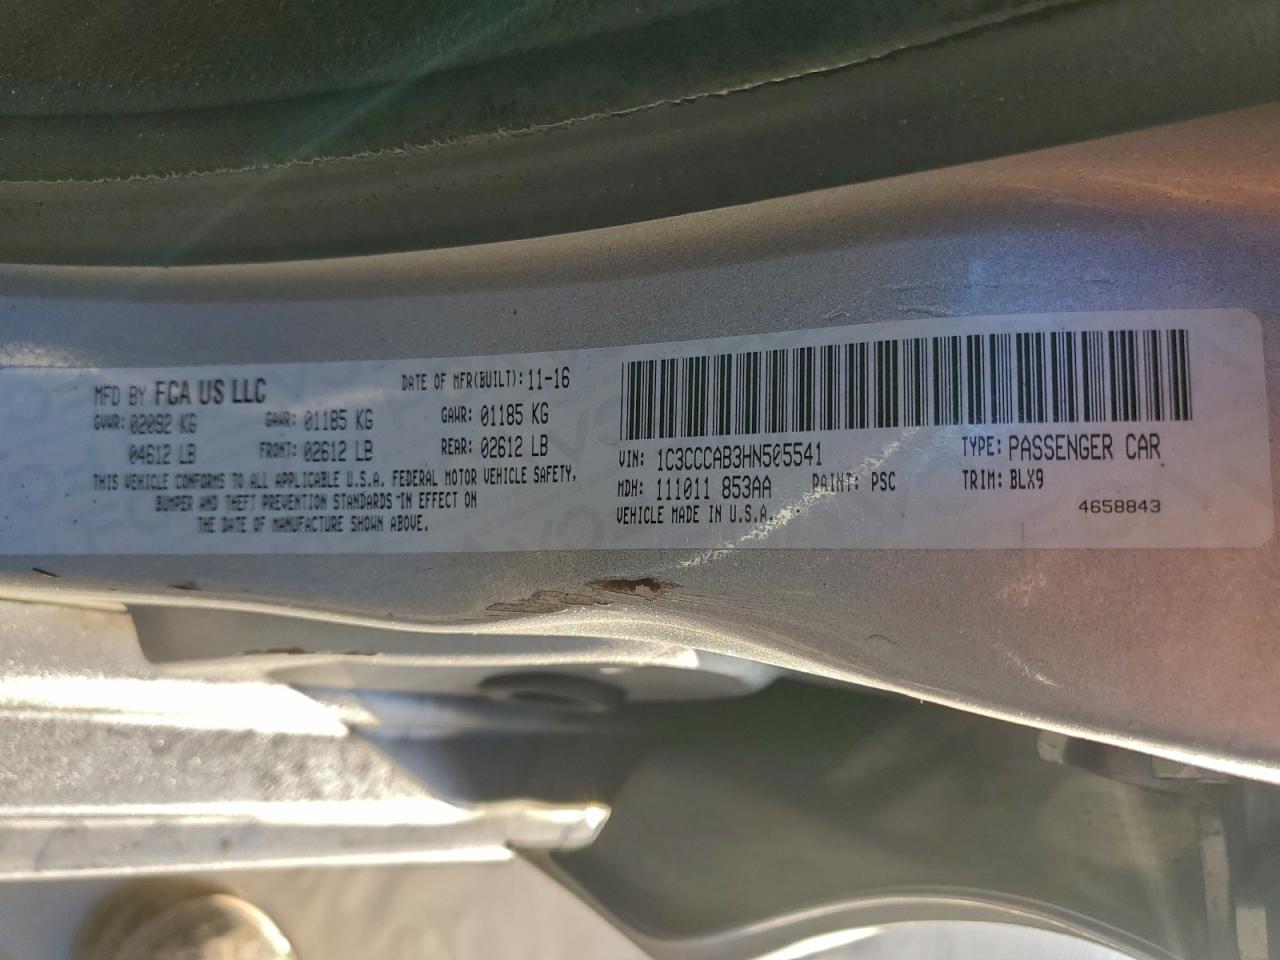 MFD BY FCA US LLC DATE OF MFR(BUILT): 11-16
GVWR: 02092 KG GAWR: 01185 KG GAWR: 01185 KG
04612 LB FRONT: 02612 LB REAR: 02612 LB
THIS VEHICLE CONFORMS TO ALL APPLICABLE U.S.A. FEDERAL MOTOR VEHICLE SAFETY,
BUMPER AND THEFT PREVENTION STANDARDS IN EFFECT ON
THE DATE OF MANUFACTURE SHOWN ABOVE.
VIN: 1C3CCCAB3HN505541 TYPE: PASSENGER CAR
MDH: 111011 853AA PAINT: PSC TRIM: BLX9
VEHICLE MADE IN U.S.A. 4658843